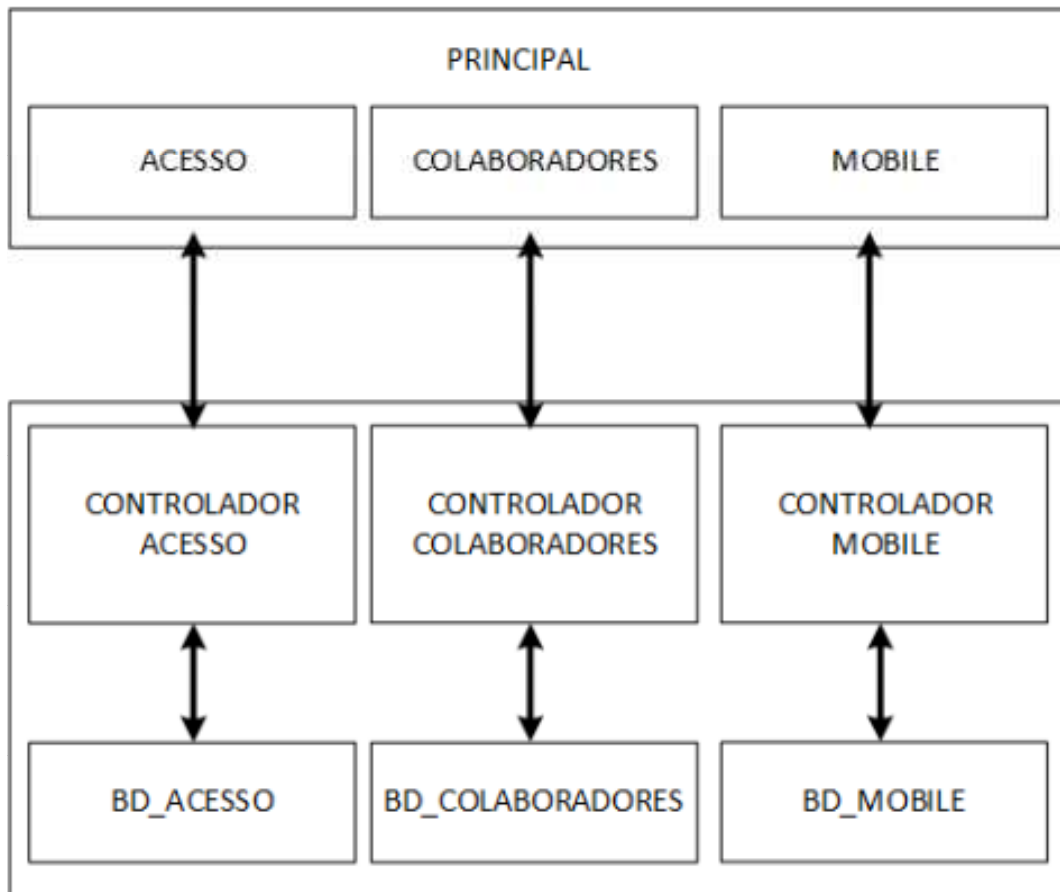 PRINCIPAL
ACESSO
COLABORADORES
MOBILE
CONTROLADOR
ACESSO
CONTROLADOR
COLABORADORES
CONTROLADOR
MOBILE
BD_ACESSO
BD_COLABORADORES
BD_MOBILE